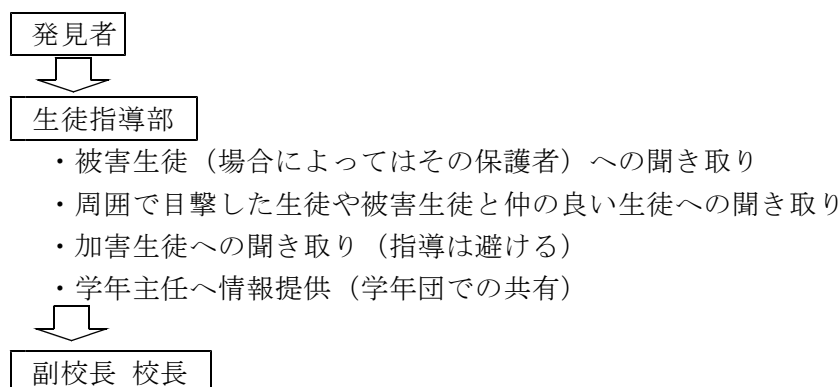 発見者
生徒指導部
・被害生徒（場合によってはその保護者）への聞き取り
・周囲で目撃した生徒や被害生徒と仲の良い生徒への聞き取り
・加害生徒への聞き取り（指導は避ける）
・学年主任へ情報提供（学年団での共有）
副校長 校長